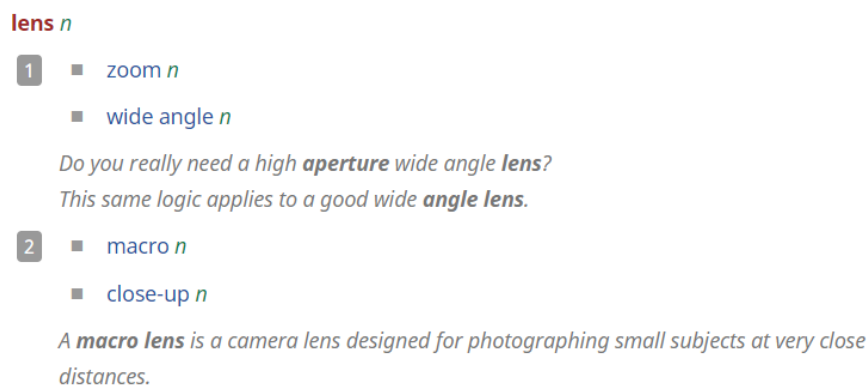 lens n
1 ■ zoom n
■ wide angle n
Do you really need a high aperture wide angle lens?
This same logic applies to a good wide angle lens.
2 ■ macro n
■ close-up n
A macro lens is a camera lens designed for photographing small subjects at very close
distances.